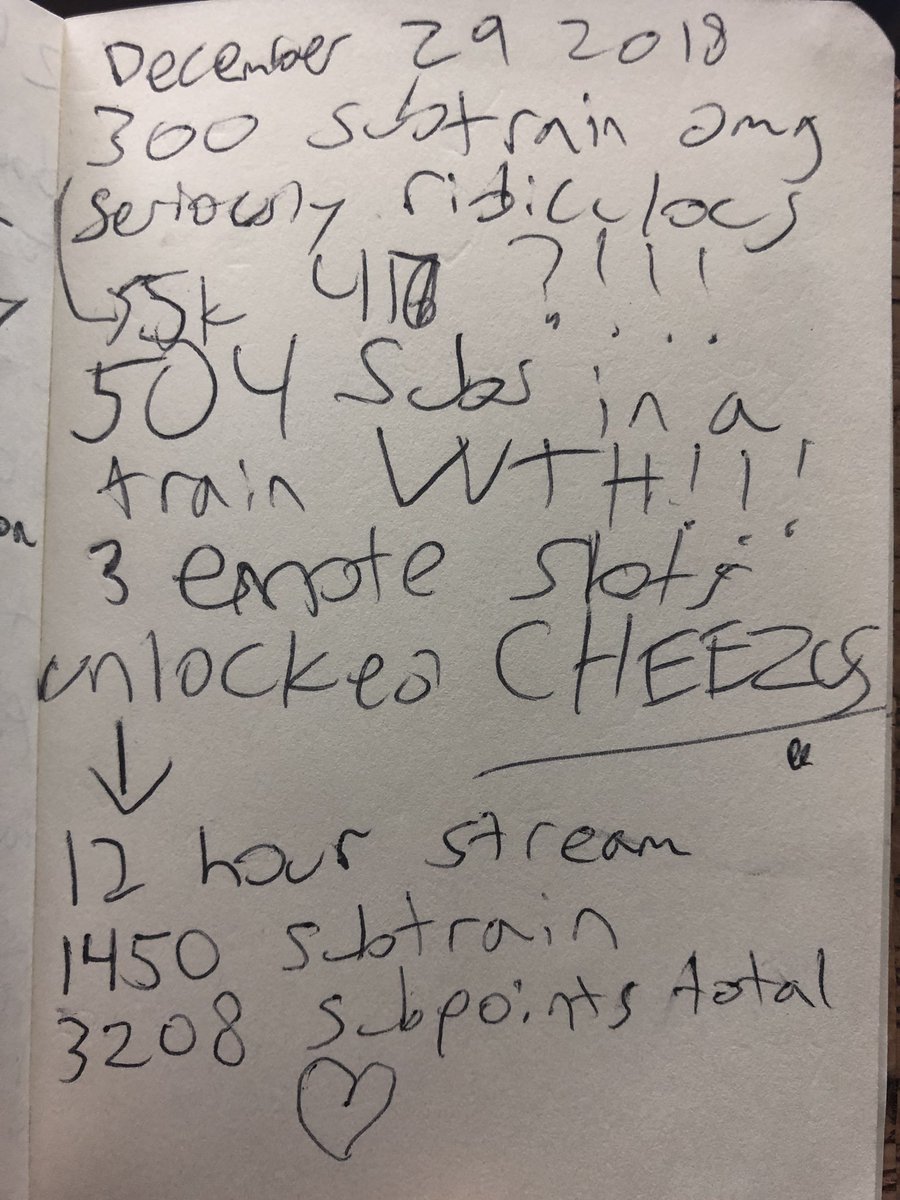 December 29 2018
300 subtrain omg
seriously ridiculous
55k ?!!!
504 Subs in a
train WTH!!!
3 emote slots
unlocked CHEEZUS
12 hour stream
1450 subtrain
3208 subpoints total